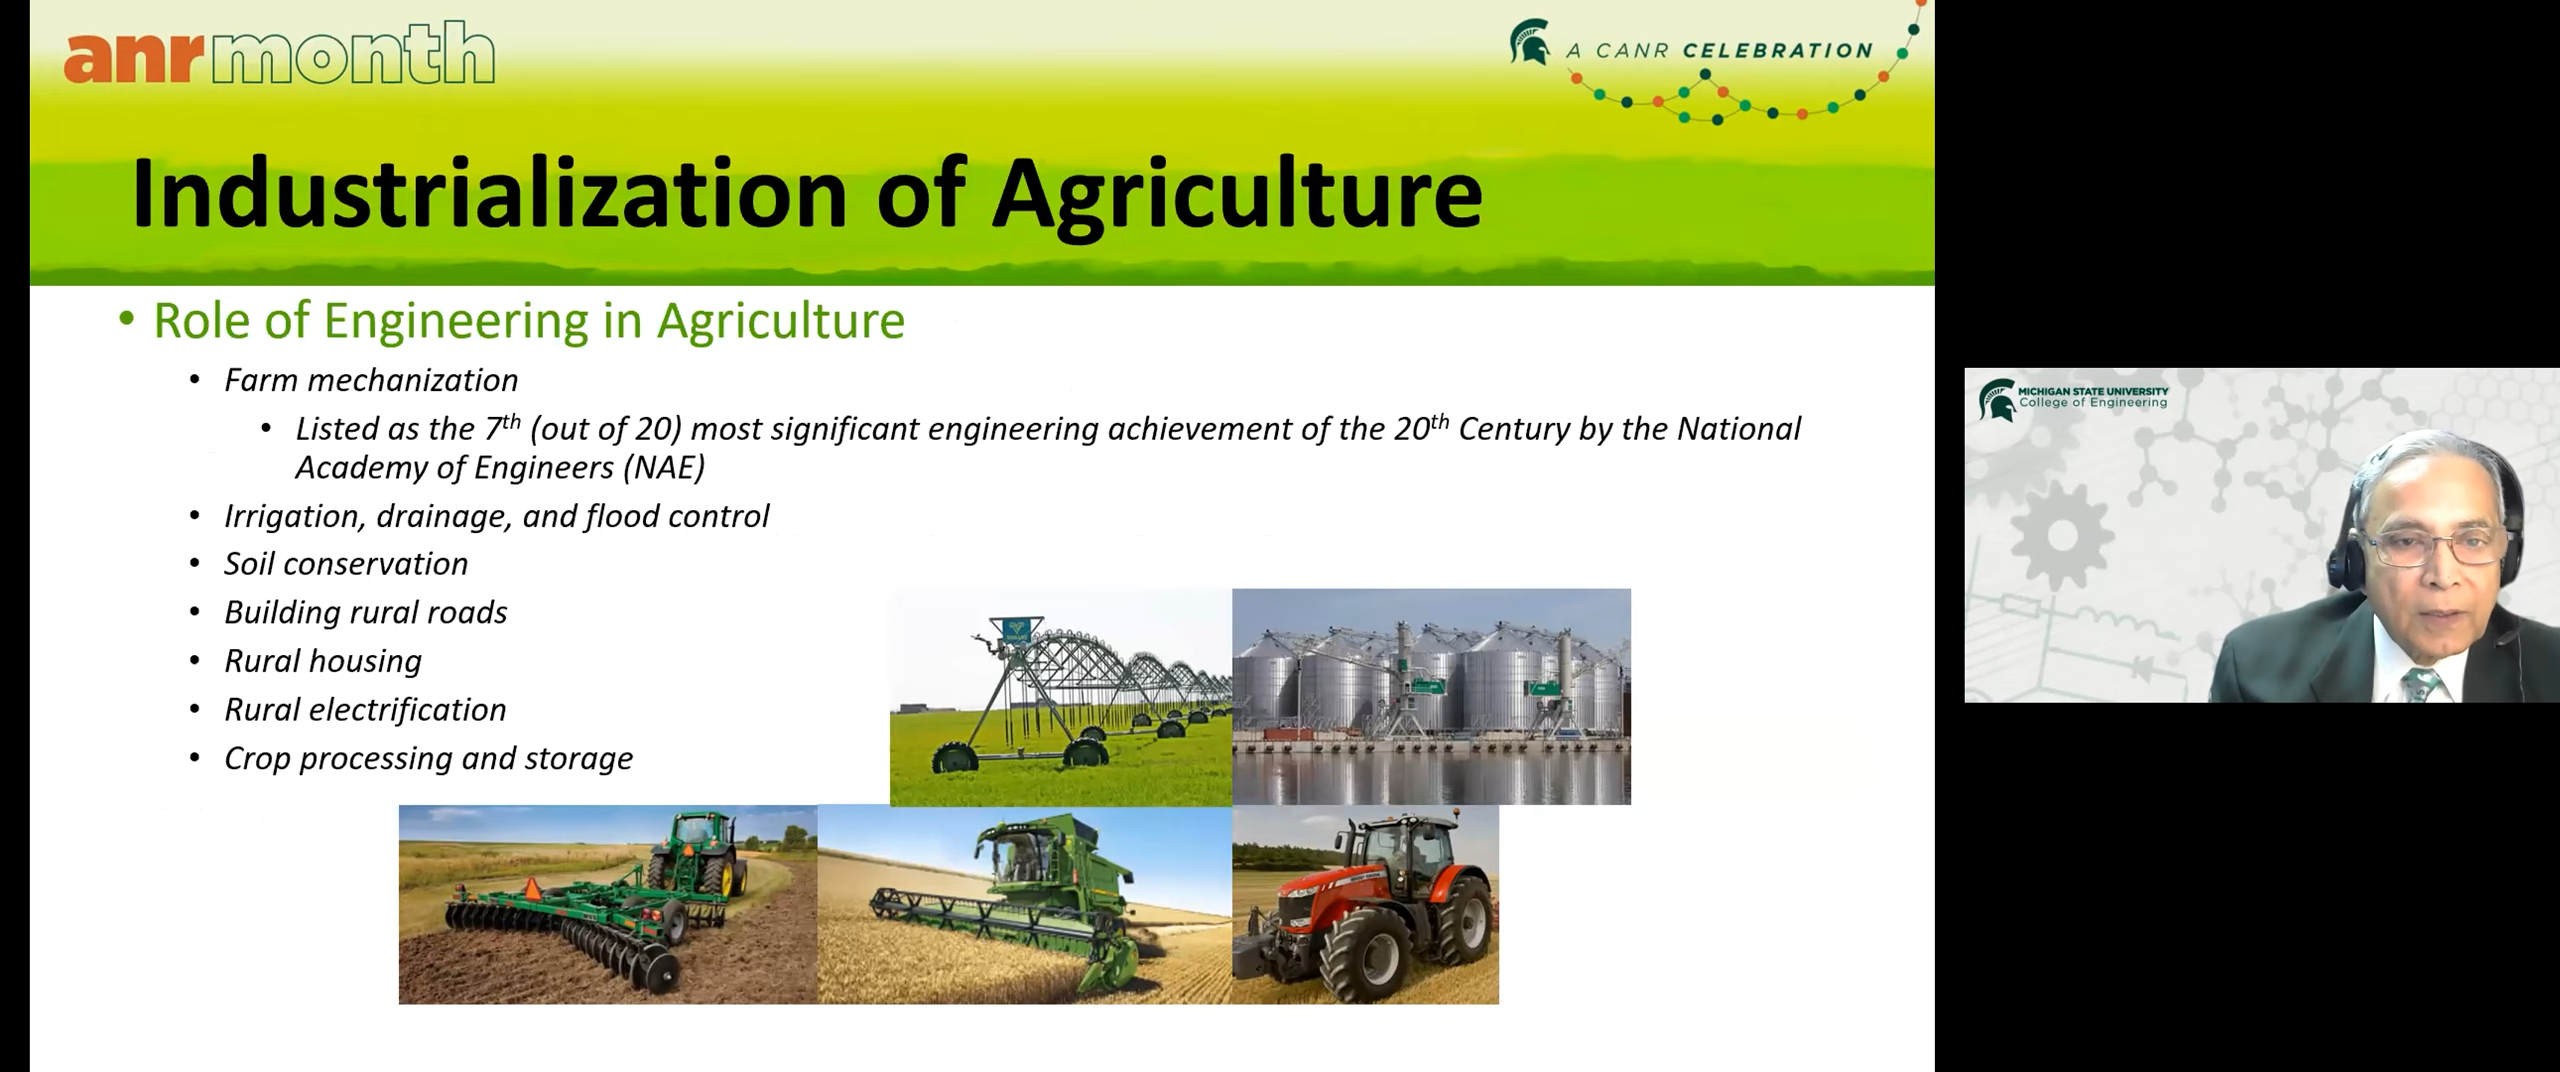 anrmonth
A CANR CELEBRATION
Industrialization of Agriculture
• Role of Engineering in Agriculture
• Farm mechanization
• Listed as the 7th (out of 20) most significant engineering achievement of the 20th Century by the National
Academy of Engineers (NAE)
• Irrigation, drainage, and flood control
• Soil conservation
• Building rural roads
• Rural housing
• Rural electrification
• Crop processing and storage
MICHIGAN STATE UNIVERSITY
College of Engineering